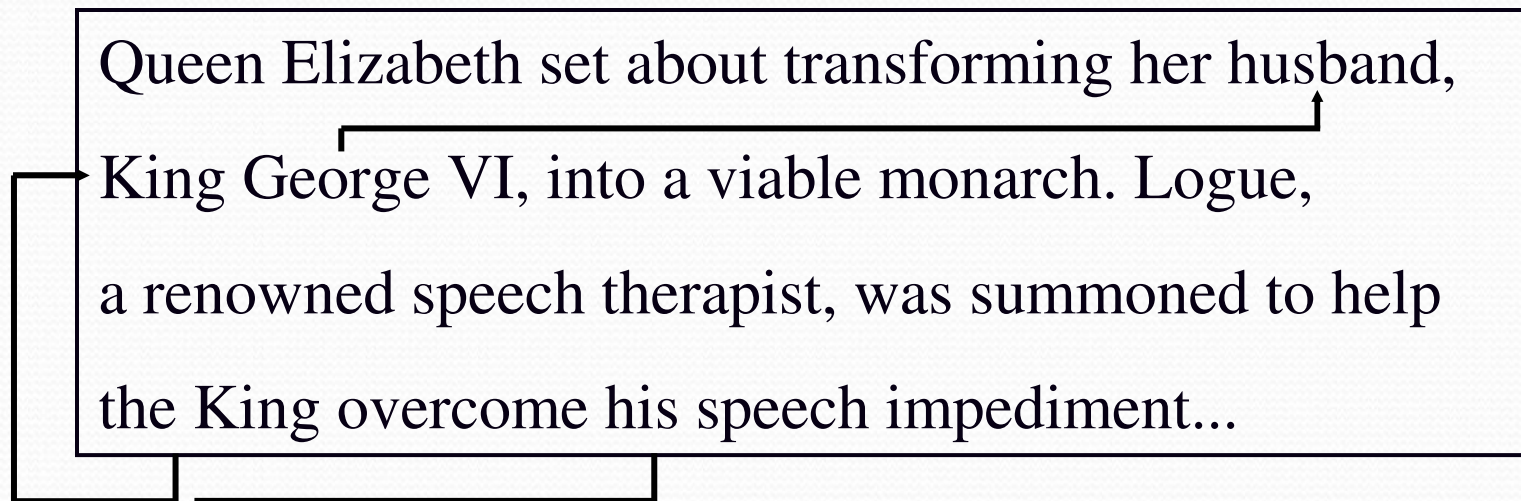 Queen Elizabeth set about transforming her husband,
King George VI, into a viable monarch. Logue,
a renowned speech therapist, was summoned to help
the King overcome his speech impediment...